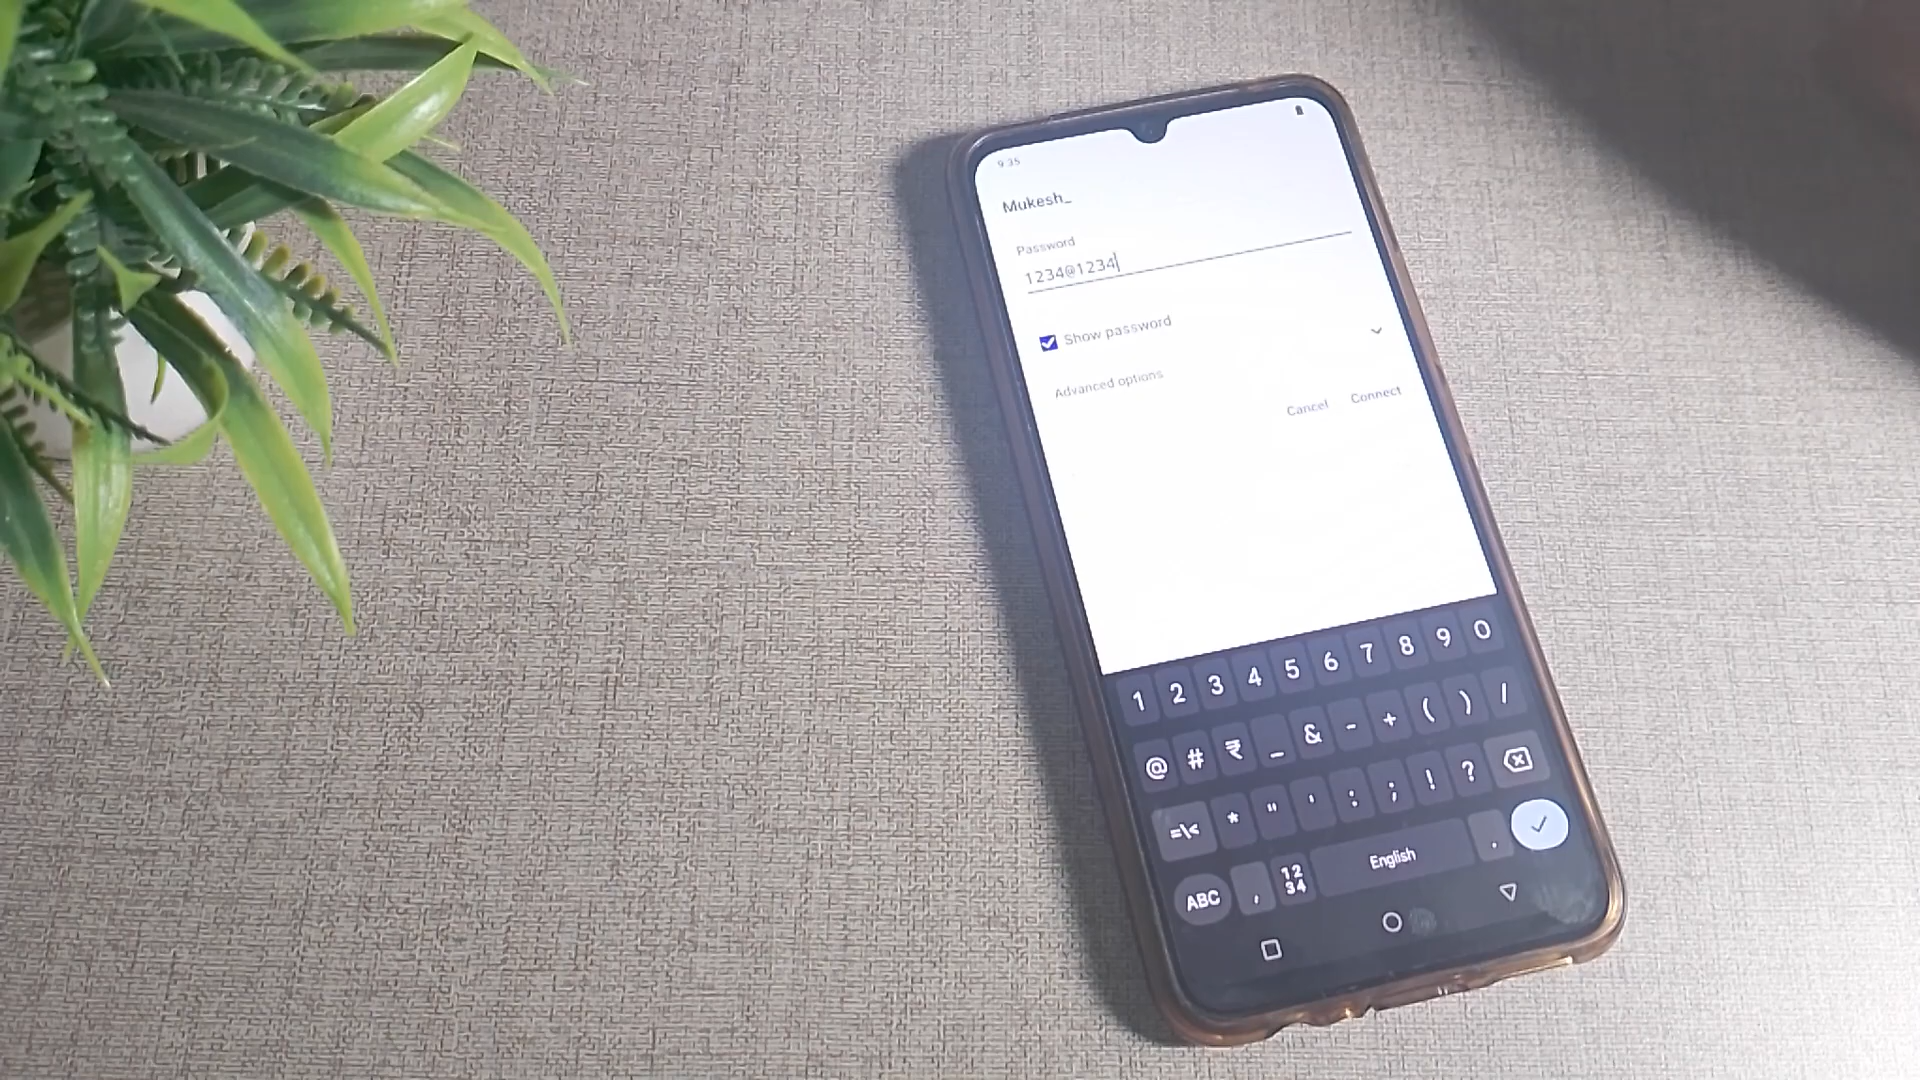 9:35
Mukesh_
Password
1234@1234
Show password
Advanced options
Cancel Connect
1 2 3 4 5 6 7 8 9 0
@ # ₹ _ & - + ( ) /
=\< * " ' : ; ! ?
ABC , 12 34 English .